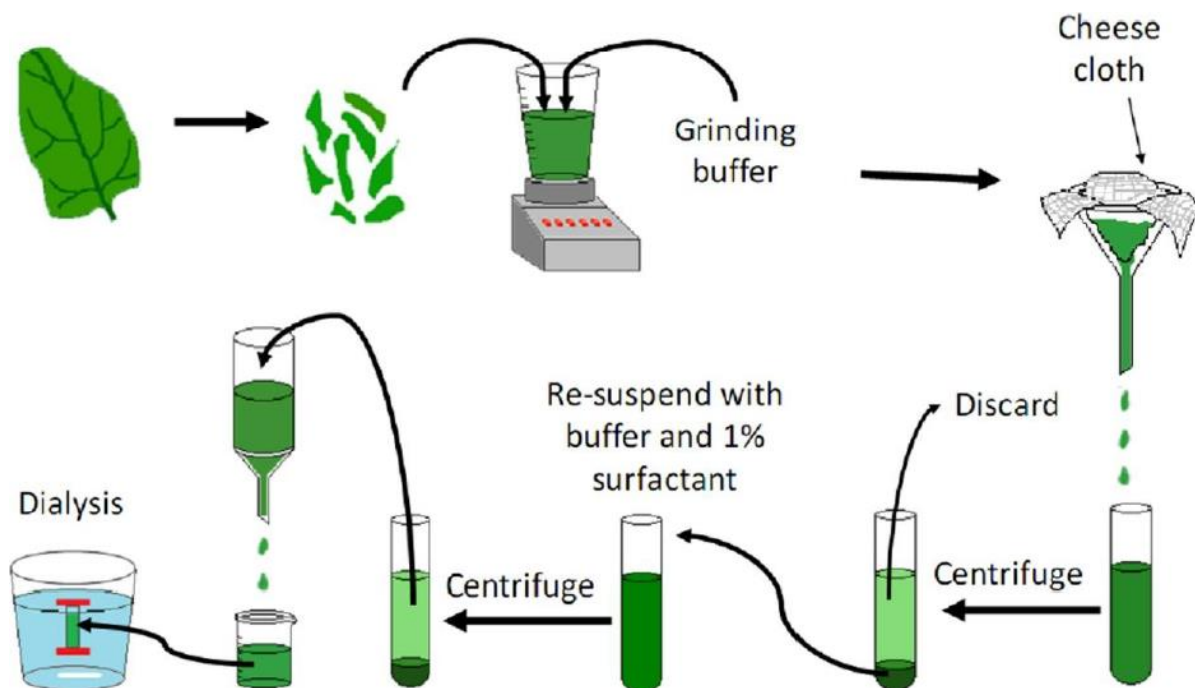 Cheese
cloth
Grinding
buffer
Re-suspend with
buffer and 1%
surfactant
Discard
Dialysis
Centrifuge
Centrifuge